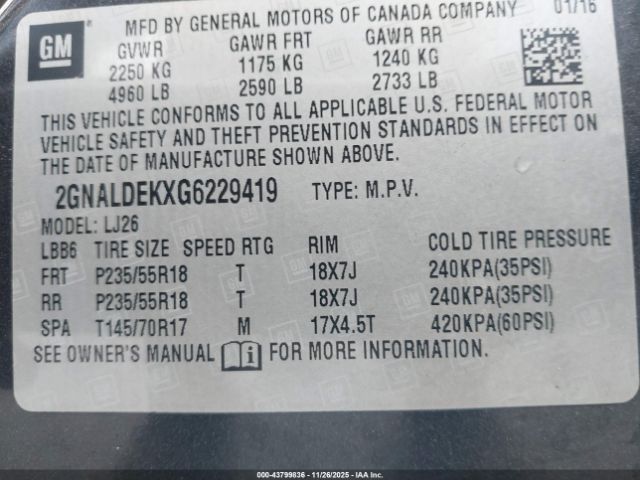 GM
MFD BY GENERAL MOTORS OF CANADA COMPANY 01/16
GVWR GAWR FRT GAWR RR
2250 KG 1175 KG 1240 KG
4960 LB 2590 LB 2733 LB
THIS VEHICLE CONFORMS TO ALL APPLICABLE U.S. FEDERAL MOTOR
VEHICLE SAFETY AND THEFT PREVENTION STANDARDS IN EFFECT ON
THE DATE OF MANUFACTURE SHOWN ABOVE.
2GNALDEKXG6229419 TYPE: M.P.V.
MODEL: LJ26
LBB6 TIRE SIZE SPEED RTG RIM COLD TIRE PRESSURE
FRT P235/55R18 T 18X7J 240KPA(35PSI)
RR P235/55R18 T 18X7J 240KPA(35PSI)
SPA T145/70R17 M 17X4.5T 420KPA(60PSI)
SEE OWNER'S MANUAL FOR MORE INFORMATION.
000-43799836 - 11/26/2025 - IAA, Inc.